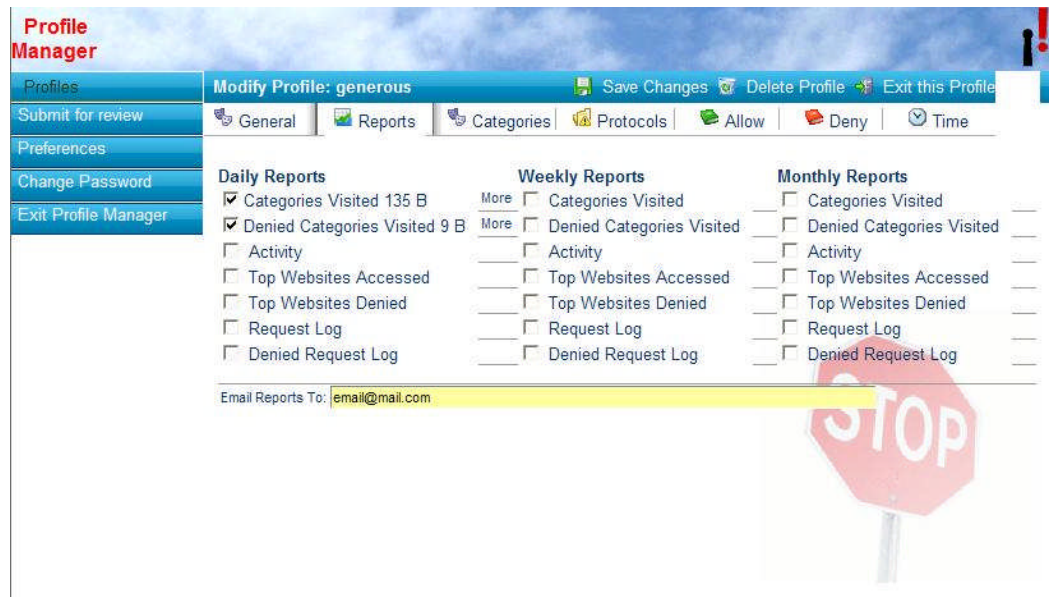 Profile
Manager
Profiles
Submit for review
Preferences
Change Password
Exit Profile Manager
Modify Profile: generous
Save Changes Delete Profile Exit this Profile
General Reports Categories Protocols Allow Deny Time
Daily Reports Weekly Reports Monthly Reports
Categories Visited 135 B More Categories Visited Categories Visited
Denied Categories Visited 9 B More Denied Categories Visited Denied Categories Visited
Activity Activity Activity
Top Websites Accessed Top Websites Accessed Top Websites Accessed
Top Websites Denied Top Websites Denied Top Websites Denied
Request Log Request Log Request Log
Denied Request Log Denied Request Log Denied Request Log
Email Reports To: email@mail.com
STOP